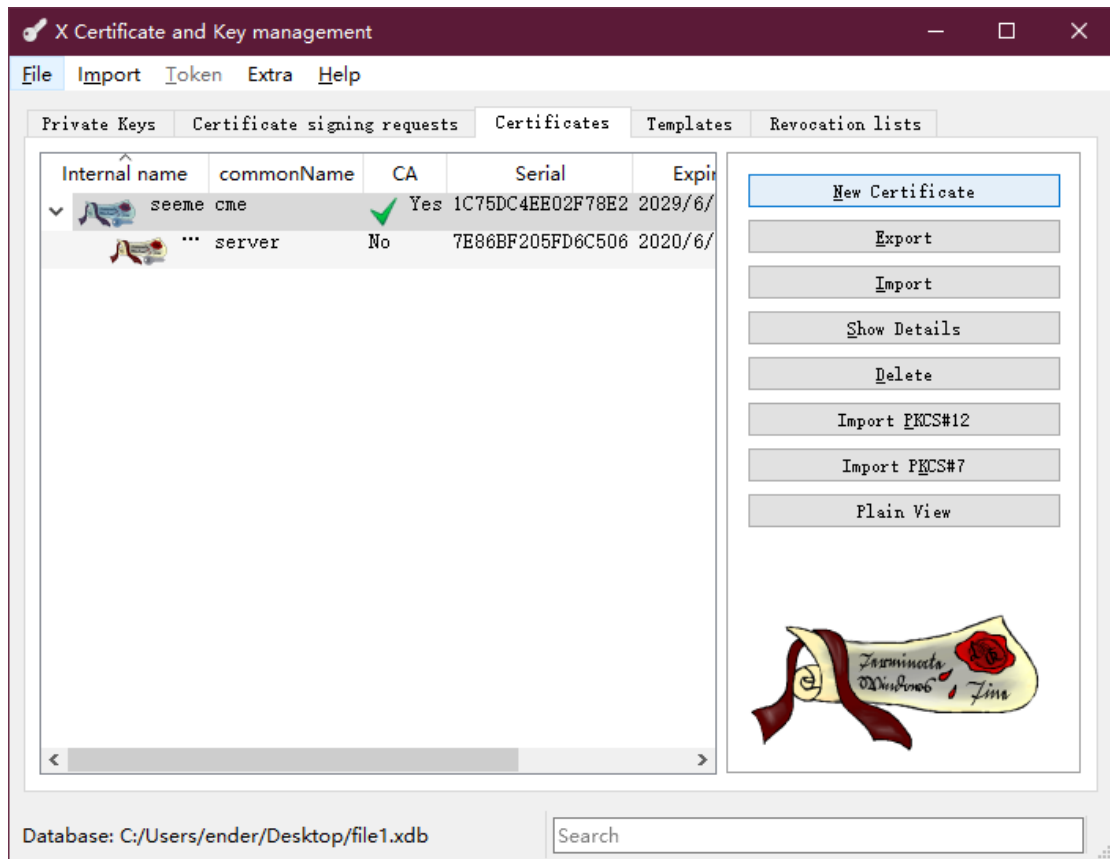 X Certificate and Key management
File Import Token Extra Help
Private Keys Certificate signing requests Certificates Templates Revocation lists
Internal name commonName CA Serial Expir
seeme cme Yes 1C75DC4EE02F78E2 2029/6/
... server No 7E86BF205FD6C506 2020/6/
New Certificate
Export
Import
Show Details
Delete
Import PKCS#12
Import PKCS#7
Plain View
Database: C:/Users/ender/Desktop/file1.xdb
Search